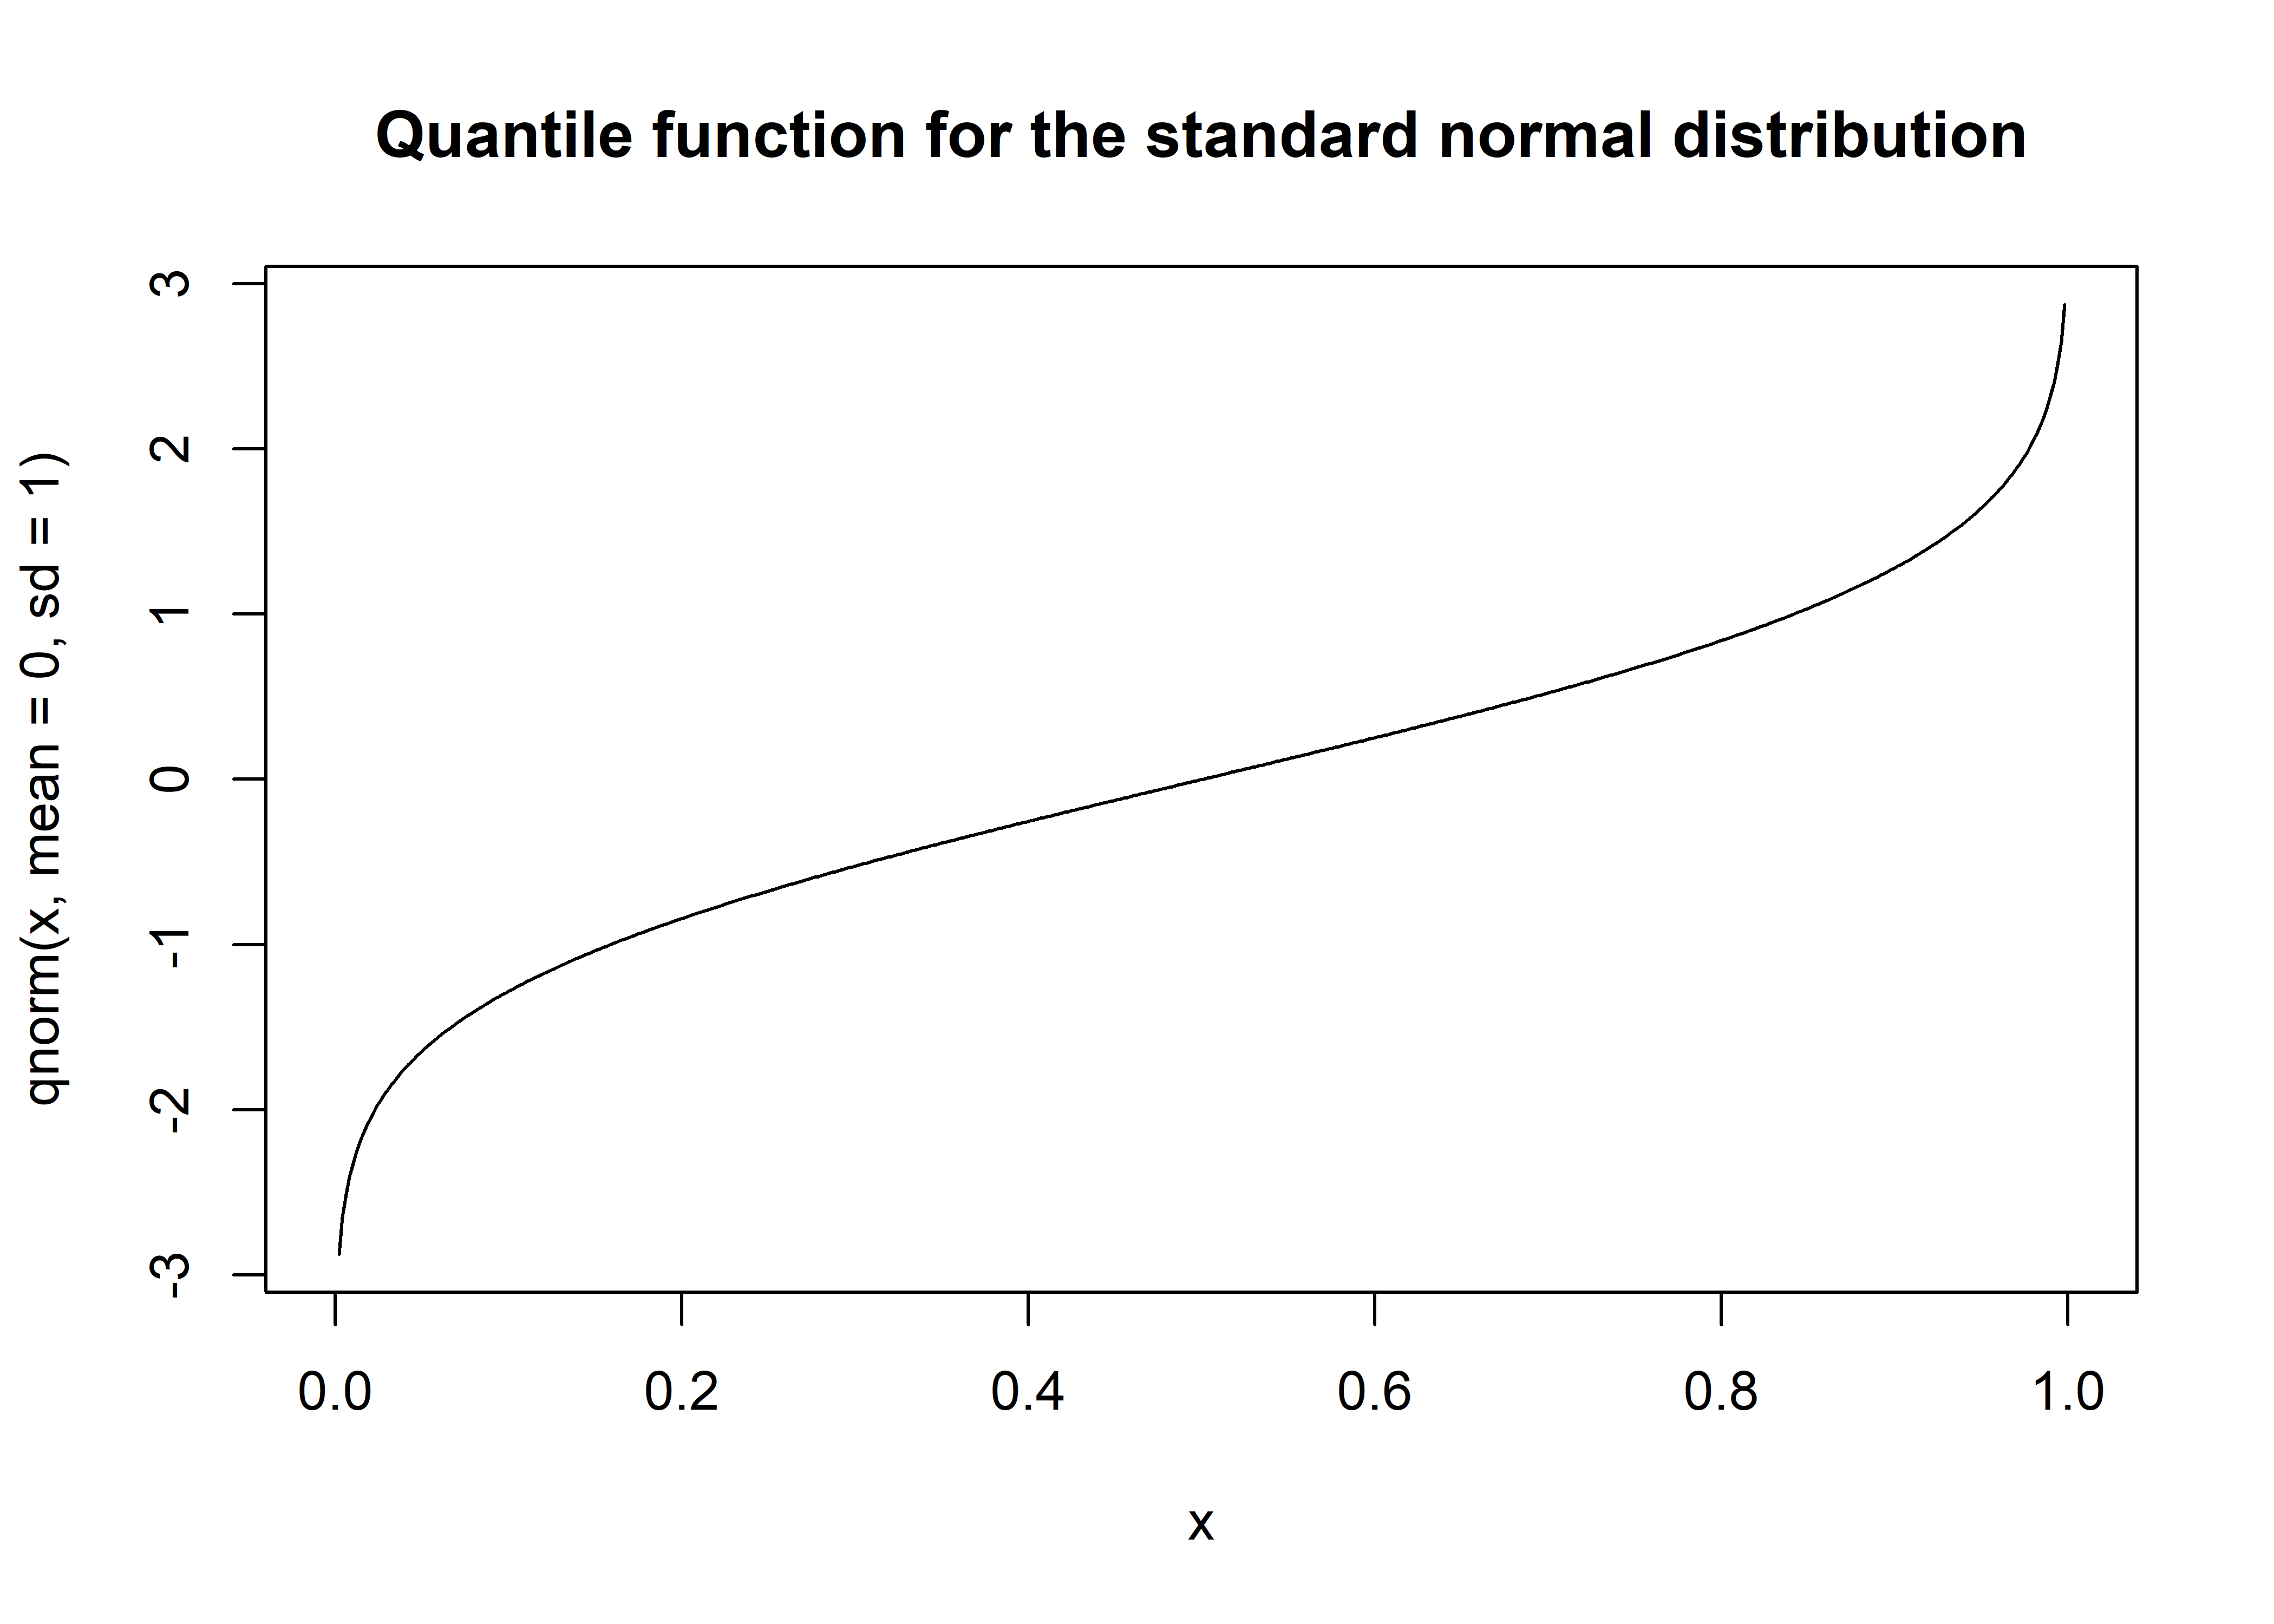 Quantile function for the standard normal distribution
qnorm(x, mean = 0, sd = 1)
3
2
1
0
-1
-2
-3
0.0 0.2 0.4 0.6 0.8 1.0
x